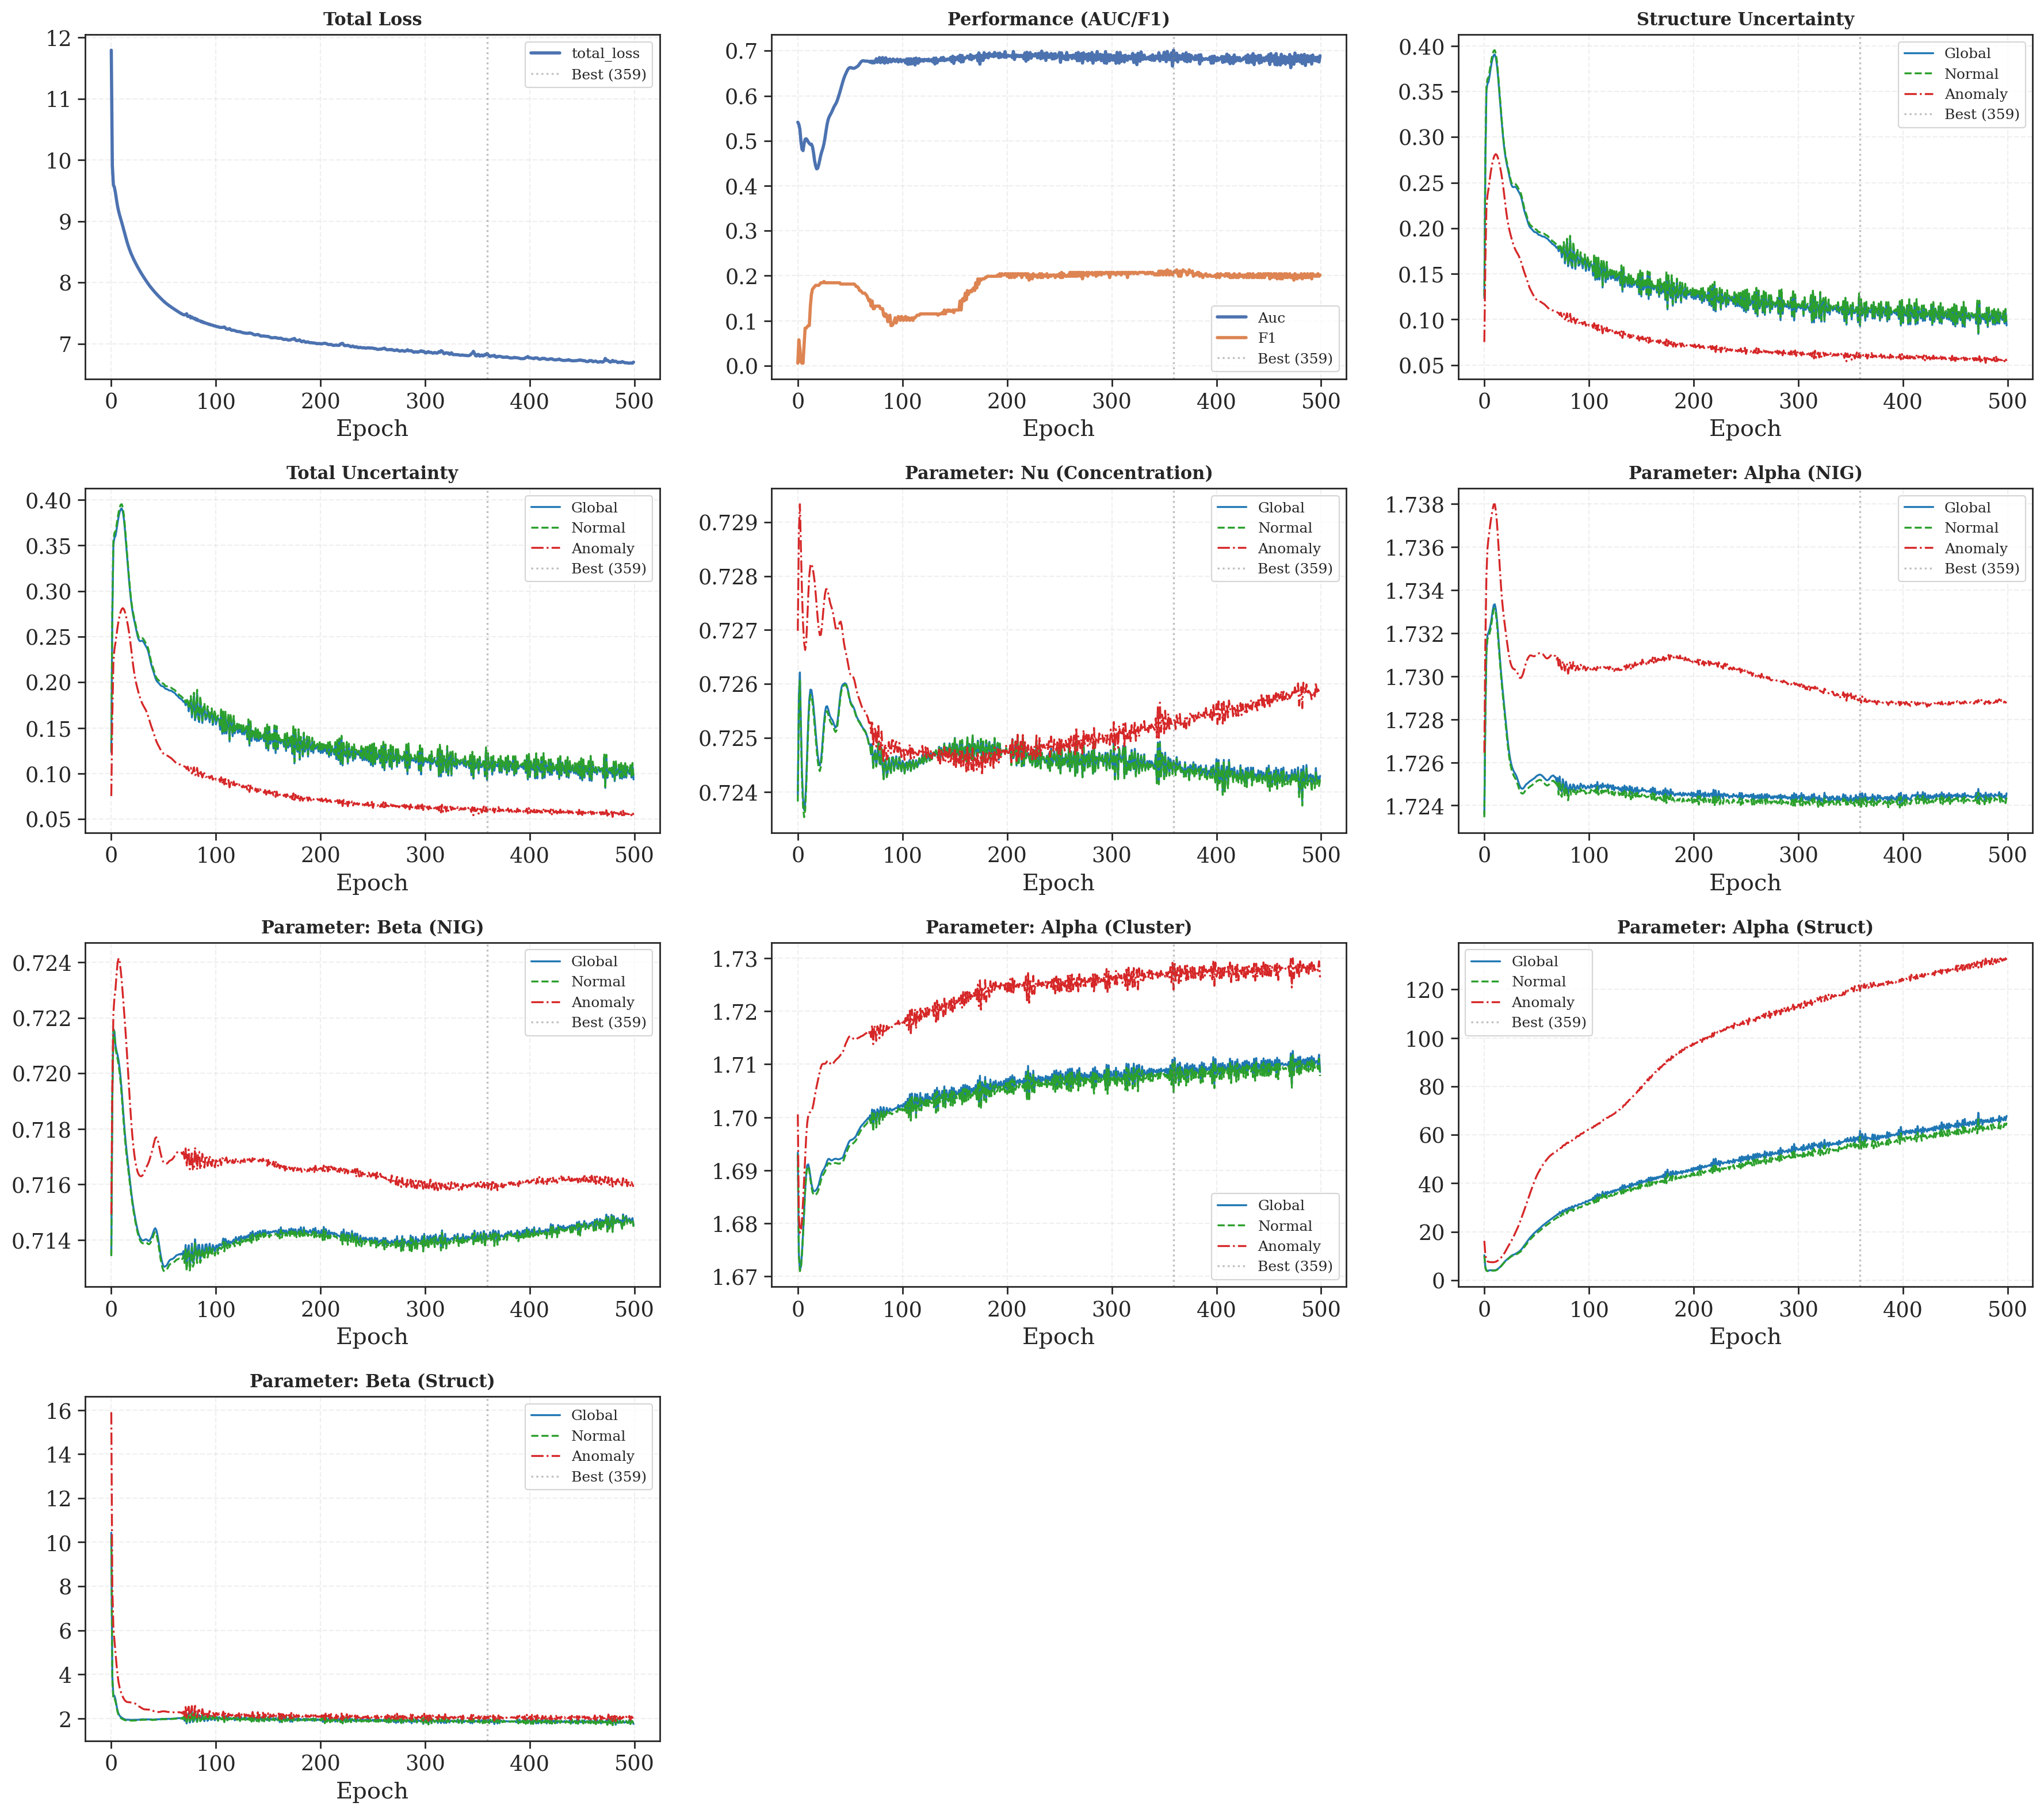 Total Loss
12
11
10
9
8
7
total_loss
Best (359)
0 100 200 300 400 500
Epoch
Performance (AUC/F1)
0.7
0.6
0.5
0.4
0.3
0.2
0.1
0.0
Auc
F1
Best (359)
0 100 200 300 400 500
Epoch
Structure Uncertainty
0.40
0.35
0.30
0.25
0.20
0.15
0.10
0.05
Global
Normal
Anomaly
Best (359)
0 100 200 300 400 500
Epoch
Total Uncertainty
0.40
0.35
0.30
0.25
0.20
0.15
0.10
0.05
Global
Normal
Anomaly
Best (359)
0 100 200 300 400 500
Epoch
Parameter: Nu (Concentration)
0.729
0.728
0.727
0.726
0.725
0.724
Global
Normal
Anomaly
Best (359)
0 100 200 300 400 500
Epoch
Parameter: Alpha (NIG)
1.738
1.736
1.734
1.732
1.730
1.728
1.726
1.724
Global
Normal
Anomaly
Best (359)
0 100 200 300 400 500
Epoch
Parameter: Beta (NIG)
0.724
0.722
0.720
0.718
0.716
0.714
Global
Normal
Anomaly
Best (359)
0 100 200 300 400 500
Epoch
Parameter: Alpha (Cluster)
1.73
1.72
1.71
1.70
1.69
1.68
1.67
Global
Normal
Anomaly
Best (359)
0 100 200 300 400 500
Epoch
Parameter: Alpha (Struct)
120
100
80
60
40
20
0
Global
Normal
Anomaly
Best (359)
0 100 200 300 400 500
Epoch
Parameter: Beta (Struct)
16
14
12
10
8
6
4
2
Global
Normal
Anomaly
Best (359)
0 100 200 300 400 500
Epoch